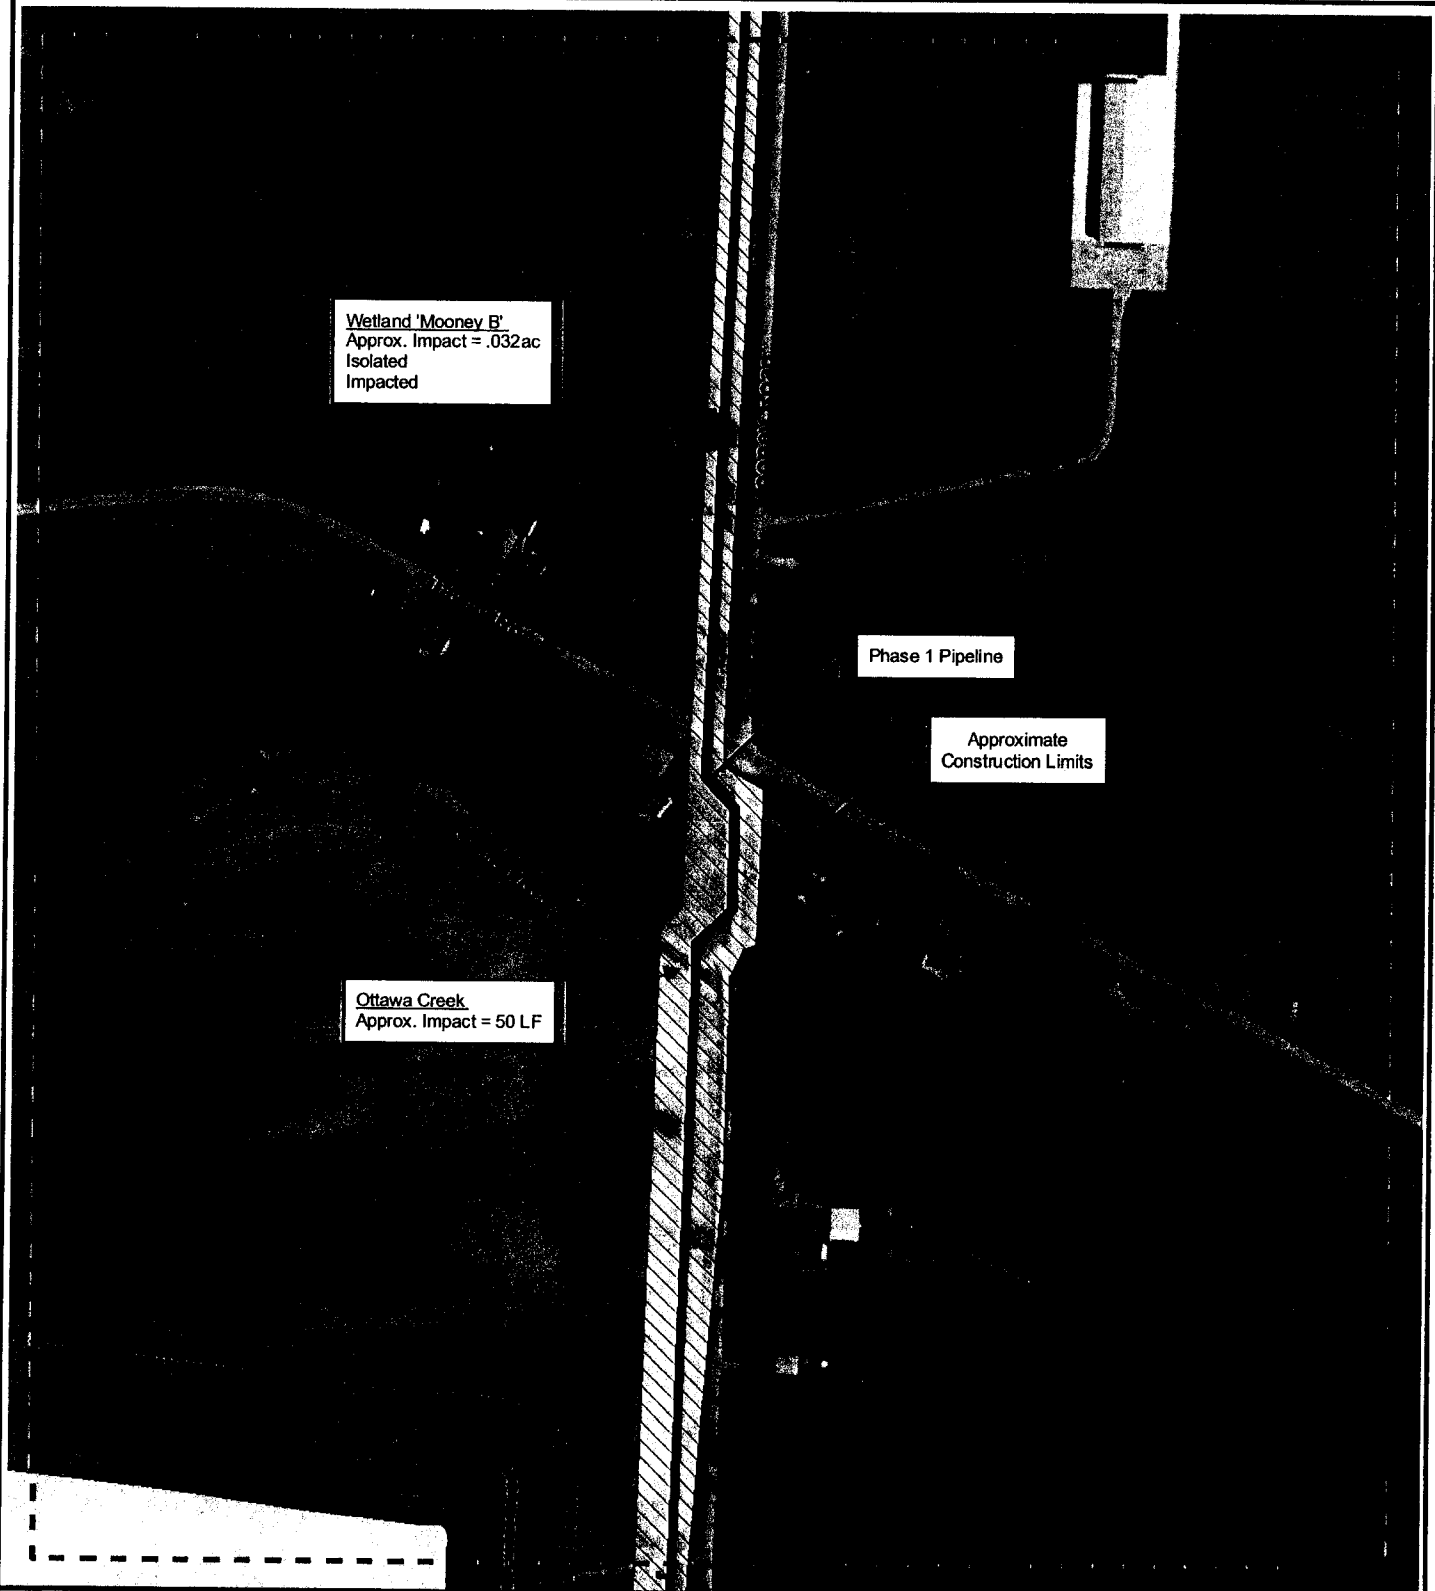 Wetland 'Mooney B'
Approx. Impact = .032ac
Isolated
Impacted
Phase 1 Pipeline
Approximate
Construction Limits
Ottawa Creek
Approx. Impact = 50 LF